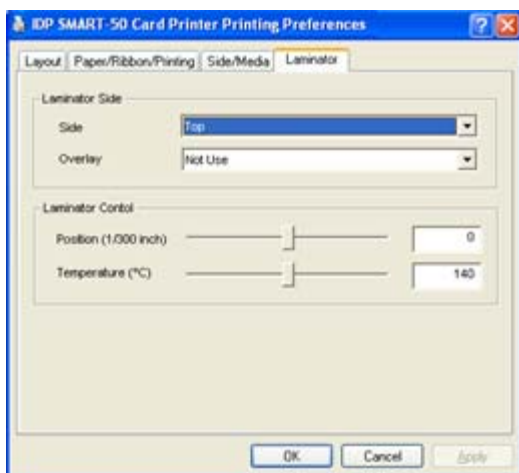 IDP SMART-50 Card Printer Printing Preferences
Layout Paper/Ribbon/Printing Side/Media Laminator
Laminator Side
Side Top
Overlay Not Use
Laminator Contol
Position (1/300 inch) 0
Temperature (°C) 140
OK Cancel Apply